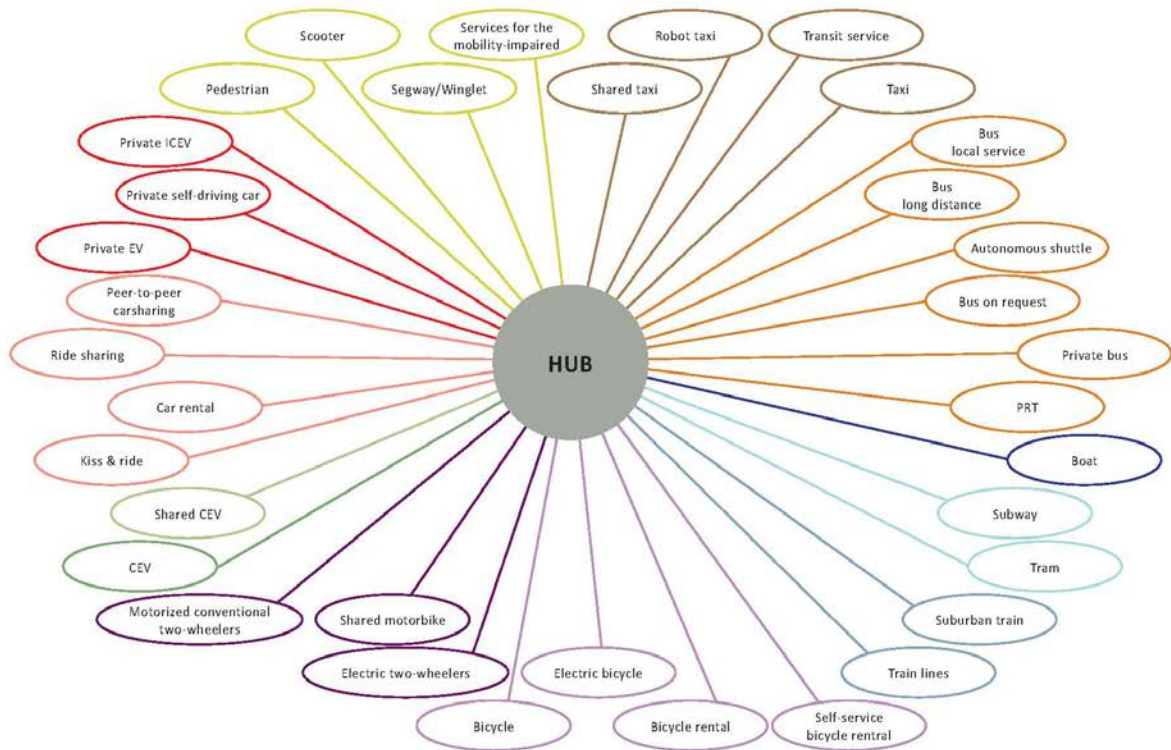 Scooter
Services for the
mobility-impaired
Robot taxi
Transit service
Pedestrian
Segway/Winglet
Shared taxi
Taxi
Private ICEV
Bus
local service
Private self-driving car
Bus
long distance
Private EV
Autonomous shuttle
Peer-to-peer
carsharing
Bus on request
Ride sharing
HUB
Private bus
Car rental
PRT
Kiss & ride
Boat
Shared CEV
Subway
CEV
Tram
Motorized conventional
two-wheelers
Shared motorbike
Suburban train
Electric two-wheelers
Electric bicycle
Train lines
Bicycle
Bicycle rental
Self-service
bicycle rentral